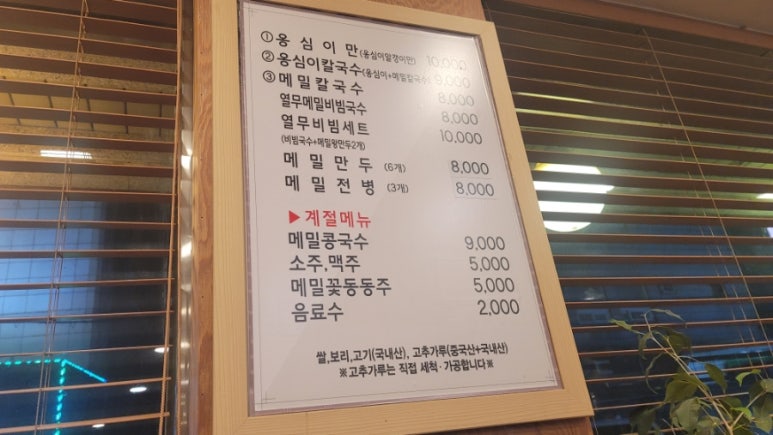 ① 옹심이만(옹심이알갱이만) 10,000
② 옹심이칼국수(옹심이+메밀칼국수) 9,000
③ 메밀칼국수 8,000
열무메밀비빔국수 8,000
열무비빔세트 10,000
(비빔국수+메밀왕만두2개)
메밀만두 (6개) 8,000
메밀전병 (3개) 8,000
▶계절메뉴
메밀콩국수 9,000
소주.맥주 5,000
메밀꽃동동주 5,000
음료수 2,000
쌀,보리,고기(국내산), 고추가루(중국산+국내산)
※고추가루는 직접 세척·가공합니다※